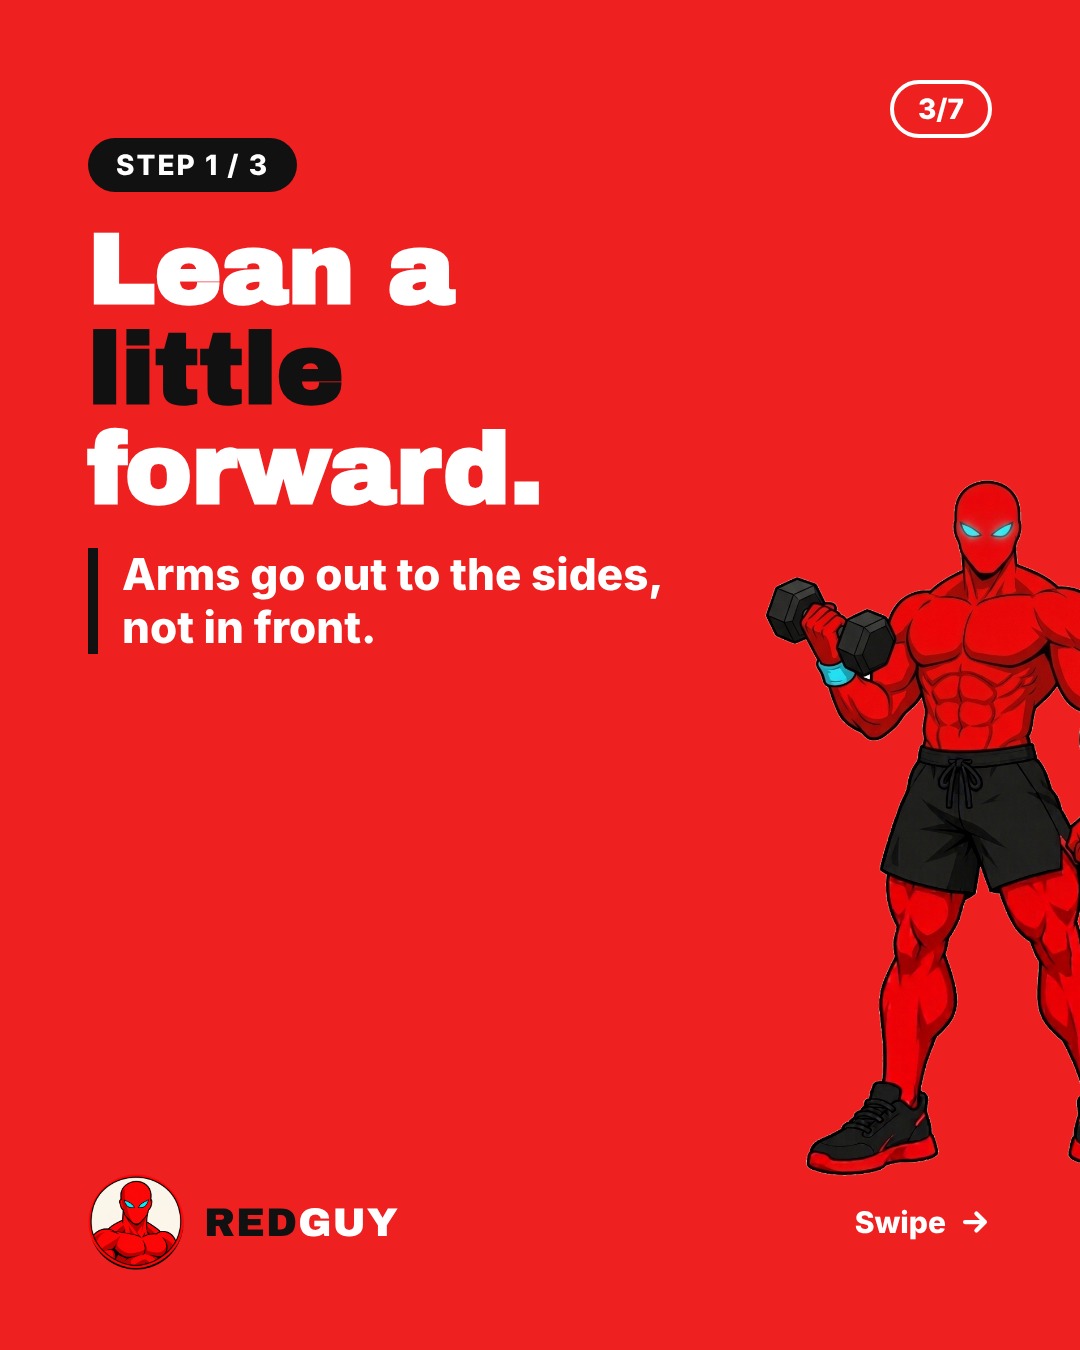 3/7
STEP 1 / 3
Lean a
little
forward.
Arms go out to the sides,
not in front.
REDGUY
Swipe →